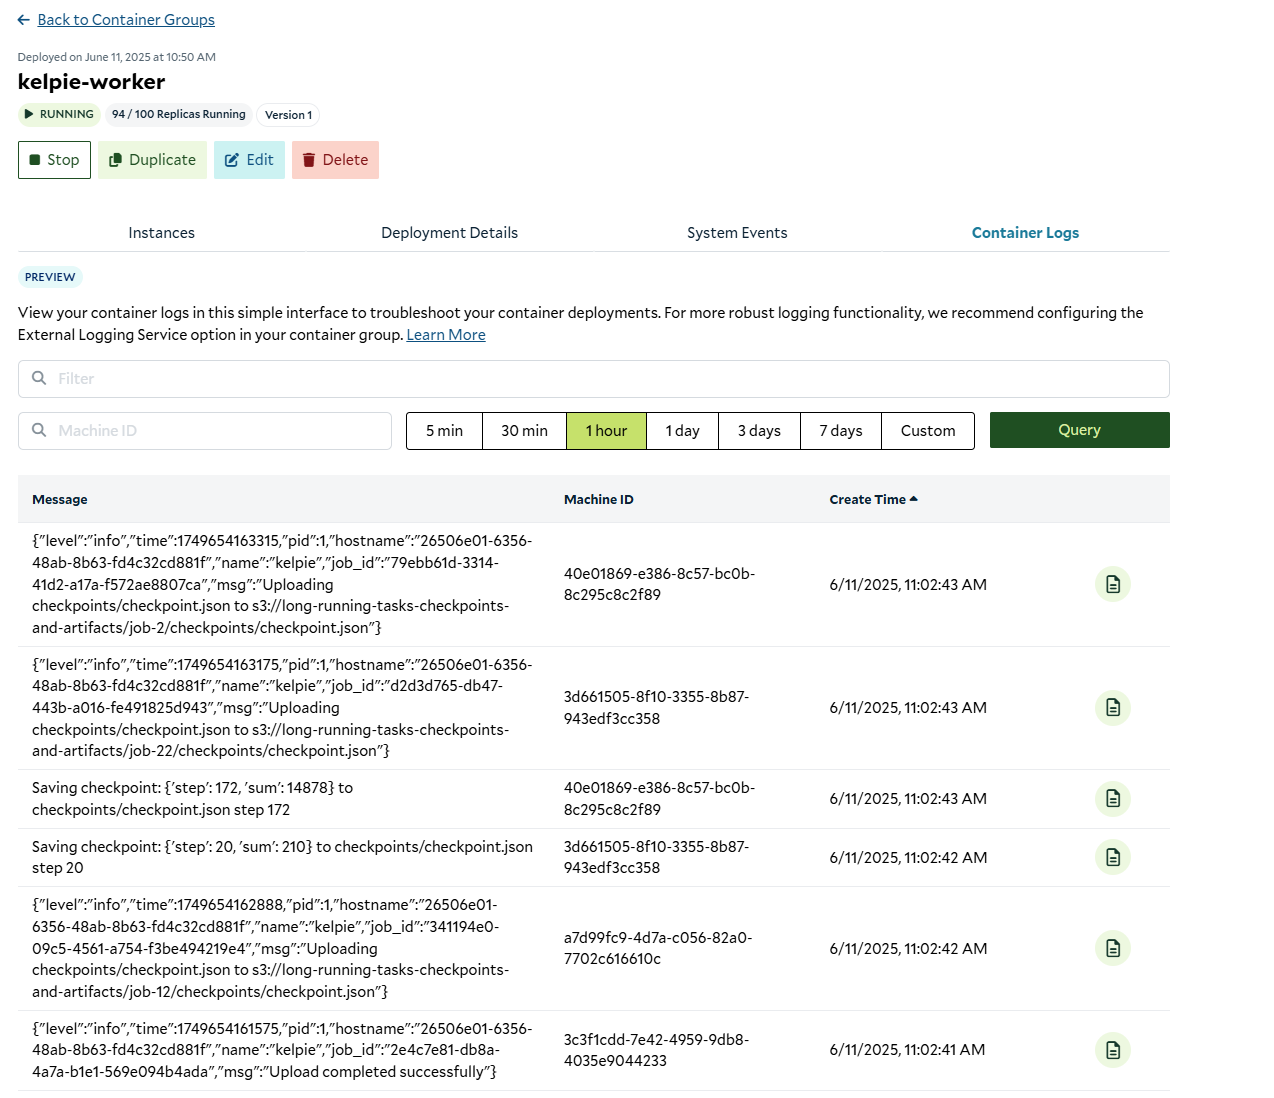 Back to Container Groups
Deployed on June 11, 2025 at 10:50 AM
kelpie-worker
RUNNING 94 / 100 Replicas Running Version 1
Stop Duplicate Edit Delete
Instances Deployment Details System Events Container Logs
PREVIEW
View your container logs in this simple interface to troubleshoot your container deployments. For more robust logging functionality, we recommend configuring the
External Logging Service option in your container group. Learn More
Filter
Machine ID 5 min 30 min 1 hour 1 day 3 days 7 days Custom Query
Message Machine ID Create Time
{"level":"info","time":1749654163315,"pid":1,"hostname":"26506e01-6356-
48ab-8b63-fd4c32cd881f","name":"kelpie","job_id":"79ebb61d-3314-
41d2-a17a-f572ae8807ca","msg":"Uploading
checkpoints/checkpoint.json to s3://long-running-tasks-checkpoints-
and-artifacts/job-2/checkpoints/checkpoint.json"}
40e01869-e386-8c57-bc0b-
8c295c8c2f89
6/11/2025, 11:02:43 AM
{"level":"info","time":1749654163175,"pid":1,"hostname":"26506e01-6356-
48ab-8b63-fd4c32cd881f","name":"kelpie","job_id":"d2d3d765-db47-
443b-a016-fe491825d943","msg":"Uploading
checkpoints/checkpoint.json to s3://long-running-tasks-checkpoints-
and-artifacts/job-22/checkpoints/checkpoint.json"}
3d661505-8f10-3355-8b87-
943edf3cc358
6/11/2025, 11:02:43 AM
Saving checkpoint: {'step': 172, 'sum': 14878} to
checkpoints/checkpoint.json step 172
40e01869-e386-8c57-bc0b-
8c295c8c2f89
6/11/2025, 11:02:43 AM
Saving checkpoint: {'step': 20, 'sum': 210} to checkpoints/checkpoint.json
step 20
3d661505-8f10-3355-8b87-
943edf3cc358
6/11/2025, 11:02:42 AM
{"level":"info","time":1749654162888,"pid":1,"hostname":"26506e01-
6356-48ab-8b63-fd4c32cd881f","name":"kelpie","job_id":"341194e0-
09c5-4561-a754-f3be494219e4","msg":"Uploading
checkpoints/checkpoint.json to s3://long-running-tasks-checkpoints-
and-artifacts/job-12/checkpoints/checkpoint.json"}
a7d99fc9-4d7a-c056-82a0-
7702c616610c
6/11/2025, 11:02:42 AM
{"level":"info","time":1749654161575,"pid":1,"hostname":"26506e01-6356-
48ab-8b63-fd4c32cd881f","name":"kelpie","job_id":"2e4c7e81-db8a-
4a7a-b1e1-569e094b4ada","msg":"Upload completed successfully"}
3c3f1cdd-7e42-4959-9db8-
4035e9044233
6/11/2025, 11:02:41 AM